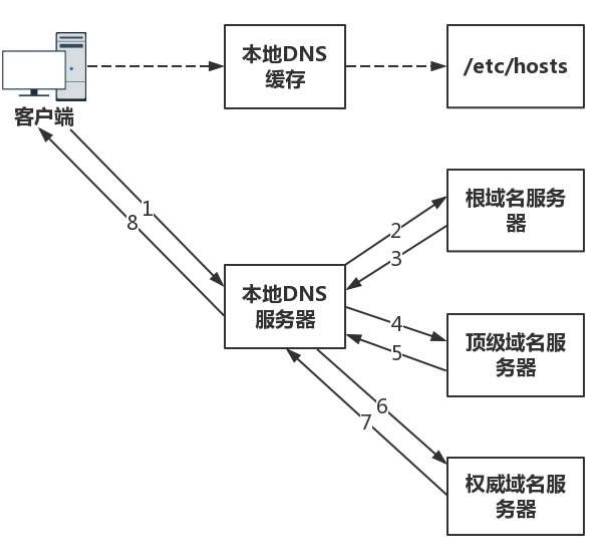 本地DNS
缓存
/etc/hosts
客户端
根域名服务
器
1
8
2
3
本地DNS
服务器
4
5
顶级域名服
务器
6
7
权威域名服
务器